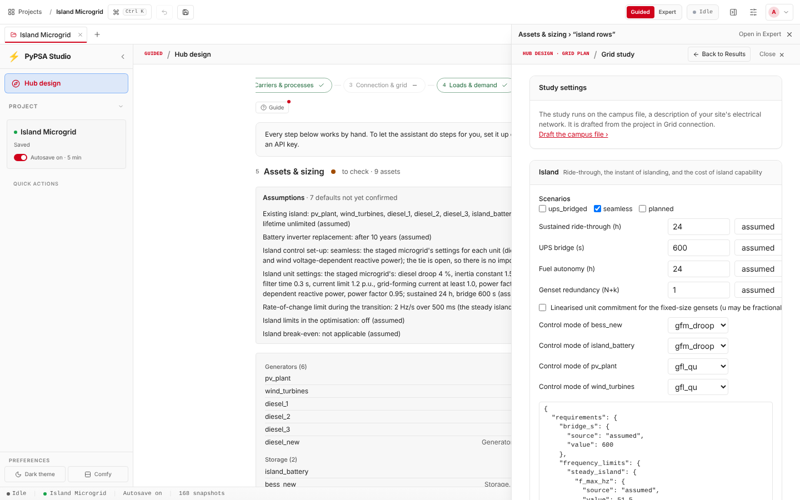 Projects / Island Microgrid Ctrl K Guided Expert Idle A
Island Microgrid
PyPSA Studio
Hub design
PROJECT
Island Microgrid
Saved
Autosave on · 5 min
QUICK ACTIONS
PREFERENCES
Dark theme Comfy
Idle Island Microgrid Autosave on 168 snapshots
GUIDED / Hub design
Carriers & processes 3 Connection & grid 4 Loads & demand
Guide
Every step below works by hand. To let the assistant do steps for you, set it up
an API key.
Assets & sizing to check · 9 assets
Assumptions · 7 defaults not yet confirmed
Existing island: pv_plant, wind_turbines, diesel_1, diesel_2, diesel_3, island_batter
lifetime unlimited (assumed)
Battery inverter replacement: after 10 years (assumed)
Island control set-up: seamless: the staged microgrid's settings for each unit (di
and wind voltage-dependent reactive power); the tie is open, so there is no impo
Island unit settings: the staged microgrid's: diesel droop 4 %, inertia constant 1.5
filter time 0.3 s, current limit 1.2 p.u., grid-forming current at least 1.0, power fact
dependent reactive power, power factor 0.95; sustained 24 h, bridge 600 s (ass
Rate-of-change limit during the transition: 2 Hz/s over 500 ms (the steady islan
Island limits in the optimisation: off (assumed)
Island break-even: not applicable (assumed)
Generators (6)
pv_plant
wind_turbines
diesel_1
diesel_2
diesel_3
diesel_new Generato
Storage (2)
island_battery
bess_new Storage.
Assets & sizing › "island rows" Open in Expert
HUB DESIGN · GRID PLAN / Grid study Back to Results Close
Study settings
The study runs on the campus file, a description of your site's electrical
network. It is drafted from the project in Grid connection.
Draft the campus file ›
Island Ride-through, the instant of islanding, and the cost of island capability
Scenarios
ups_bridged seamless planned
Sustained ride-through (h) 24 assumed
UPS bridge (s) 600 assumed
Fuel autonomy (h) 24 assumed
Genset redundancy (N+k) 1 assumed
Linearised unit commitment for the fixed-size gensets (u may be fractional
Control mode of bess_new gfm_droop
Control mode of island_battery gfm_droop
Control mode of pv_plant gfl_qu
Control mode of wind_turbines gfl_qu
{
"requirements": {
"bridge_s": {
"source": "assumed",
"value": 600
},
"frequency_limits": {
"steady_island": {
"f_max_hz": {
"source": "assumed",
"value": 51.5